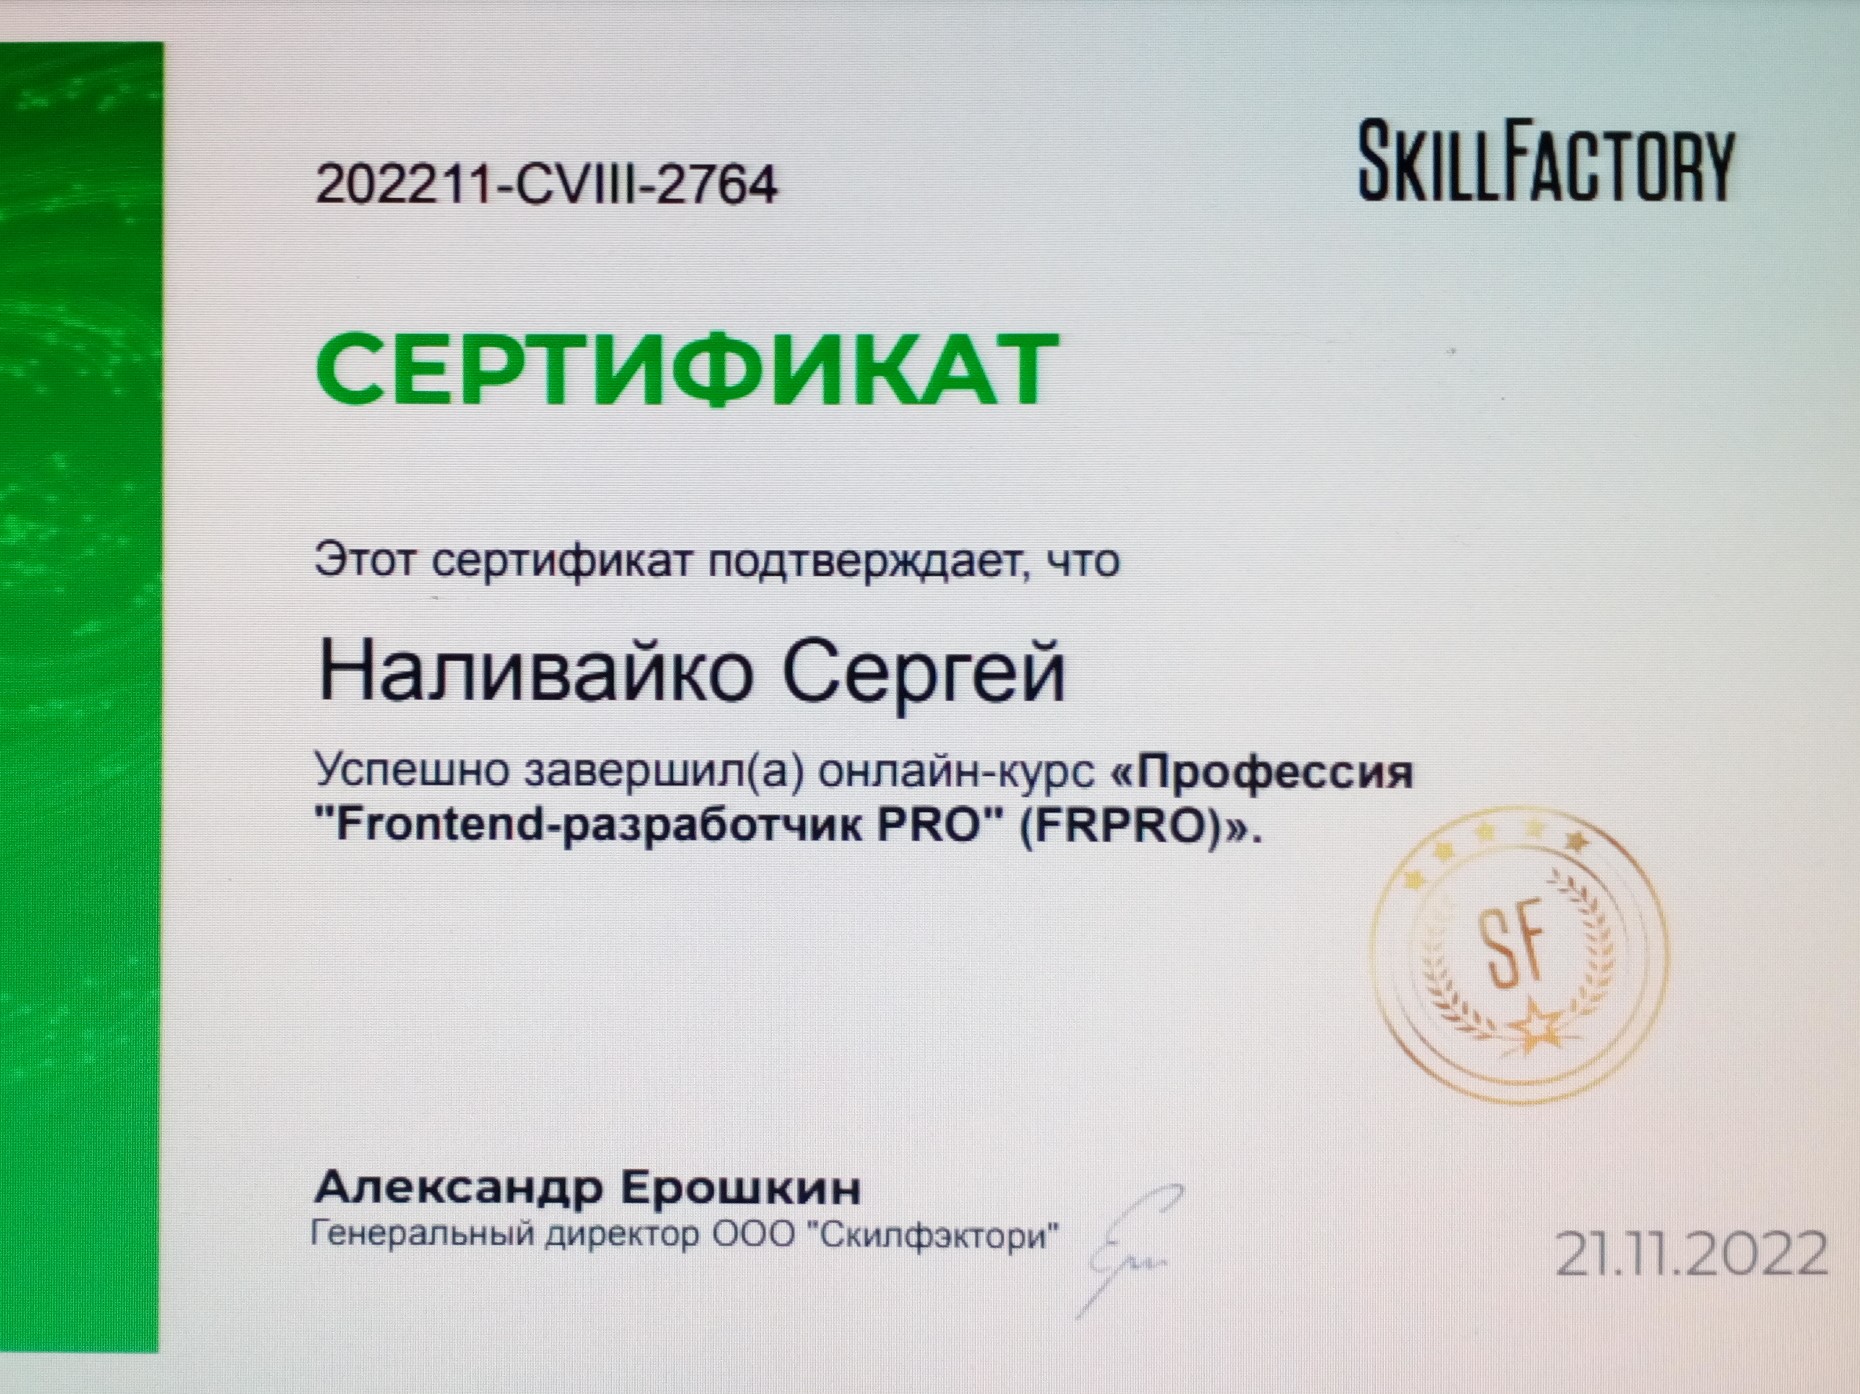 202211-CVIII-2764
SKILLFACTORY
СЕРТИФИКАТ
Этот сертификат подтверждает, что
Наливайко Сергей
Успешно завершил(а) онлайн-курс «Профессия
"Frontend-разработчик PRO" (FRPRO)».
SF
Александр Ерошкин
Генеральный директор ООО "Скилфэктори"
21.11.2022